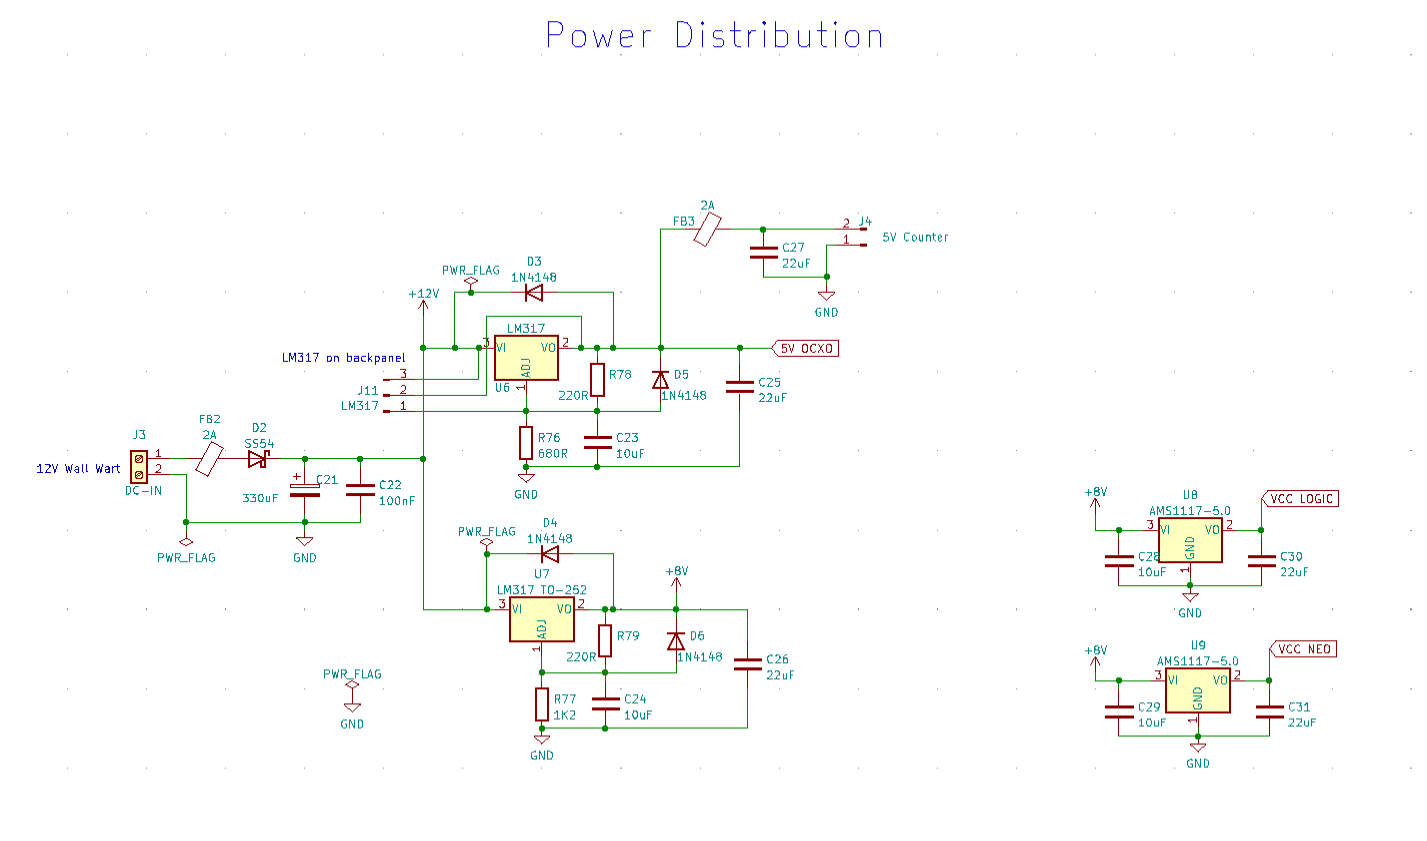 Power Distribution
2A
FB3
2
J4
1
5V Counter
C27
22uF
GND
D3
1N4148
PWR_FLAG
+12V
LM317
3
VI
VO
2
ADJ
1
U6
5V OCXO
LM317 on backpanel
3
J11
2
LM317
1
R78
220R
D5
1N4148
C25
22uF
R76
680R
C23
10uF
GND
J3
FB2
2A
D2
SS54
1
2
12V Wall Wart
DC-IN
+
C21
330uF
C22
100nF
PWR_FLAG
GND
PWR_FLAG
D4
1N4148
U7
LM317 TO-252
3
VI
VO
2
ADJ
1
+8V
R79
220R
D6
1N4148
C26
22uF
R77
1K2
C24
10uF
GND
PWR_FLAG
GND
+8V
U8
AMS1117-5.0
3
VI
VO
2
GND
1
VCC LOGIC
C28
10uF
C30
22uF
GND
+8V
U9
AMS1117-5.0
3
VI
VO
2
GND
1
VCC NEO
C29
10uF
C31
22uF
GND